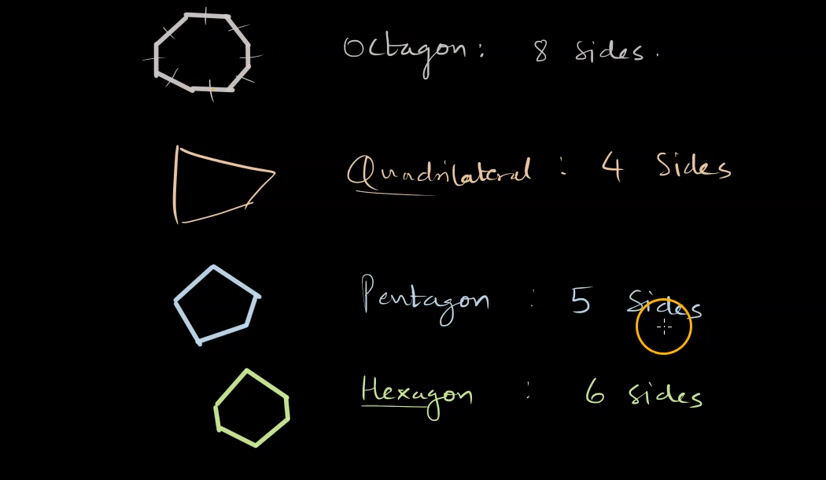 Octagon : 8 sides.
Quadrilateral : 4 Sides
Pentagon : 5 Sides
Hexagon : 6 sides